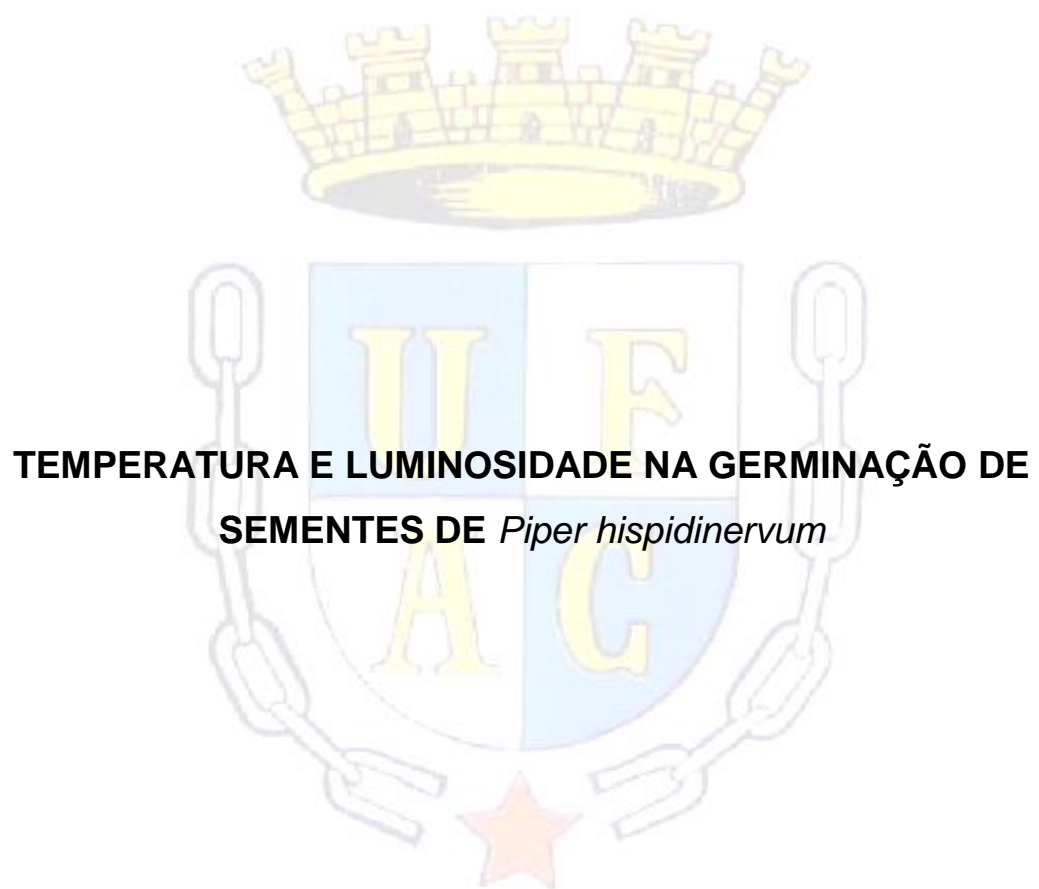 U F
TEMPERATURA E LUMINOSIDADE NA GERMINAÇÃO DE
SEMENTES DE Piper hispidinervum
A C